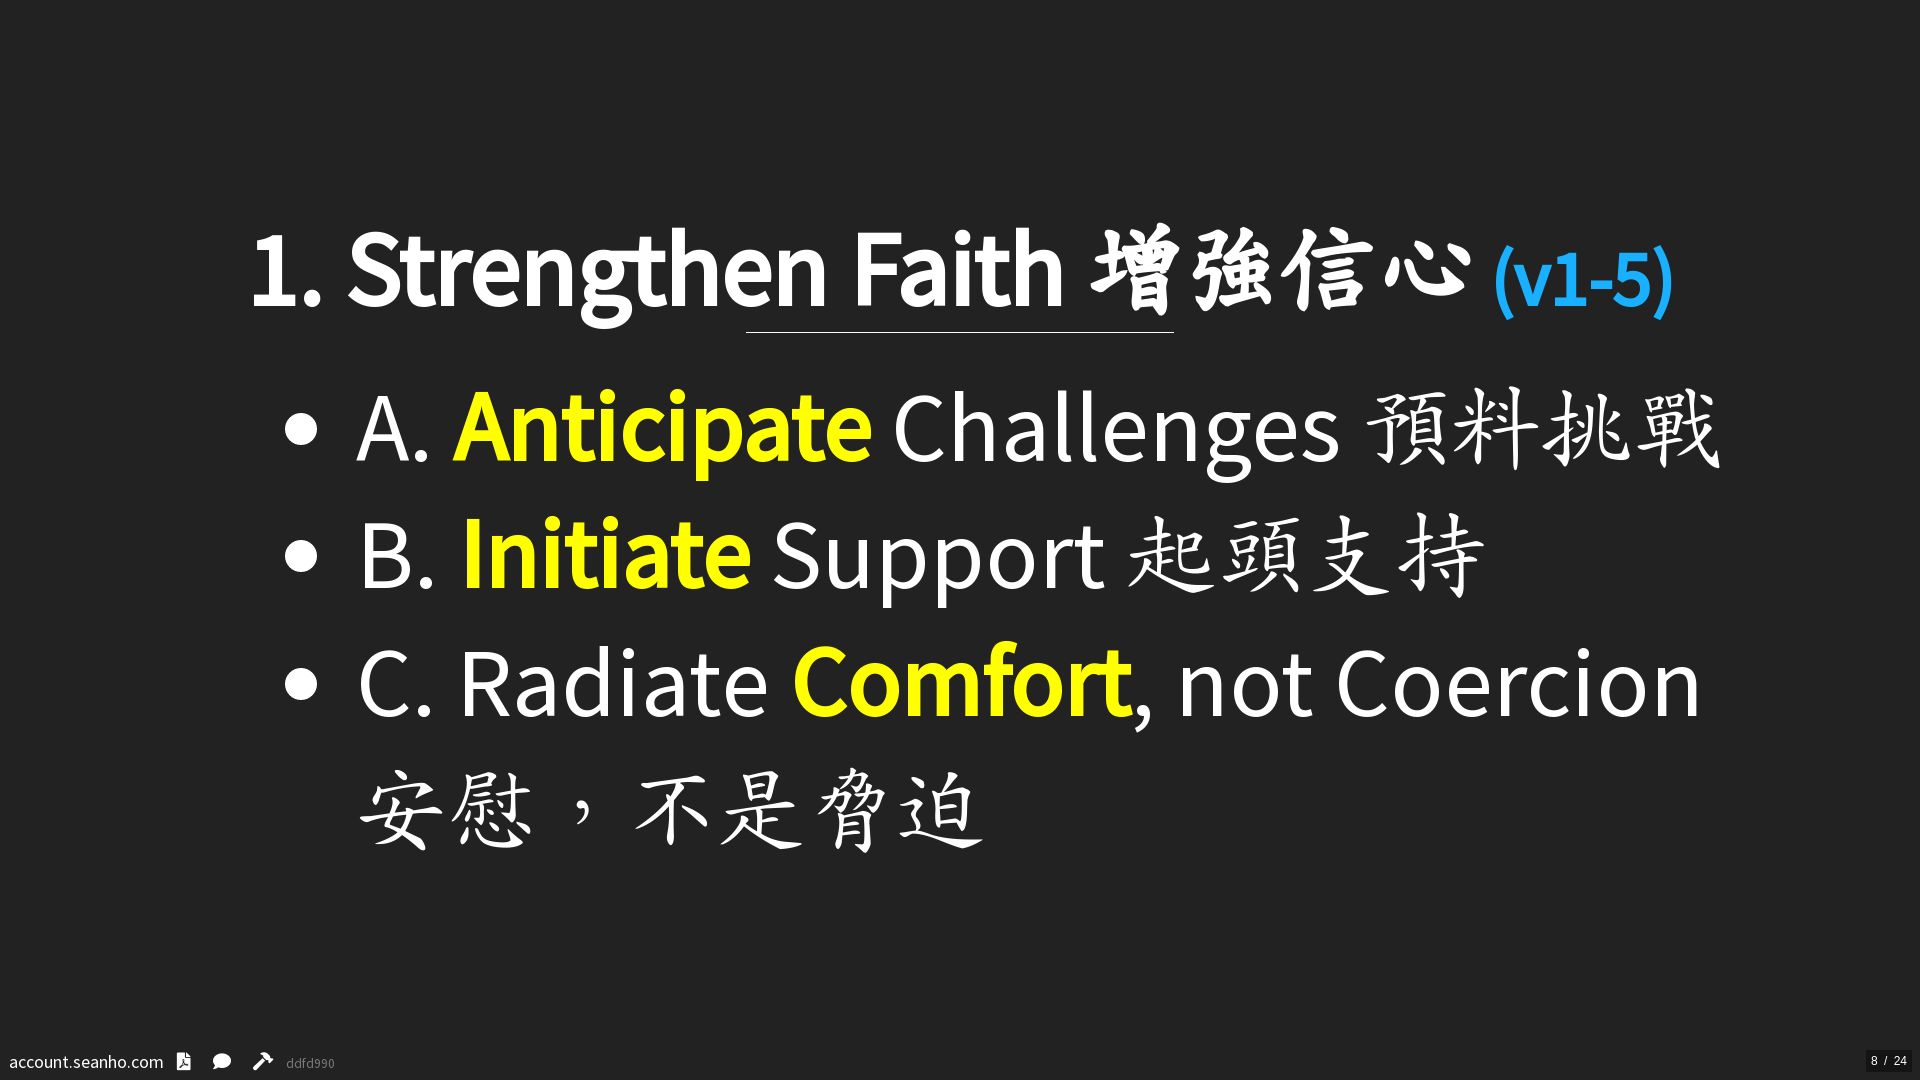 1. Strengthen Faith 增強信心 (v1-5)
A. Anticipate Challenges 預料挑戰
B. Initiate Support 起頭支持
C. Radiate Comfort, not Coercion
安慰，不是脅迫
account.seanho.com ddfd990
8 / 24